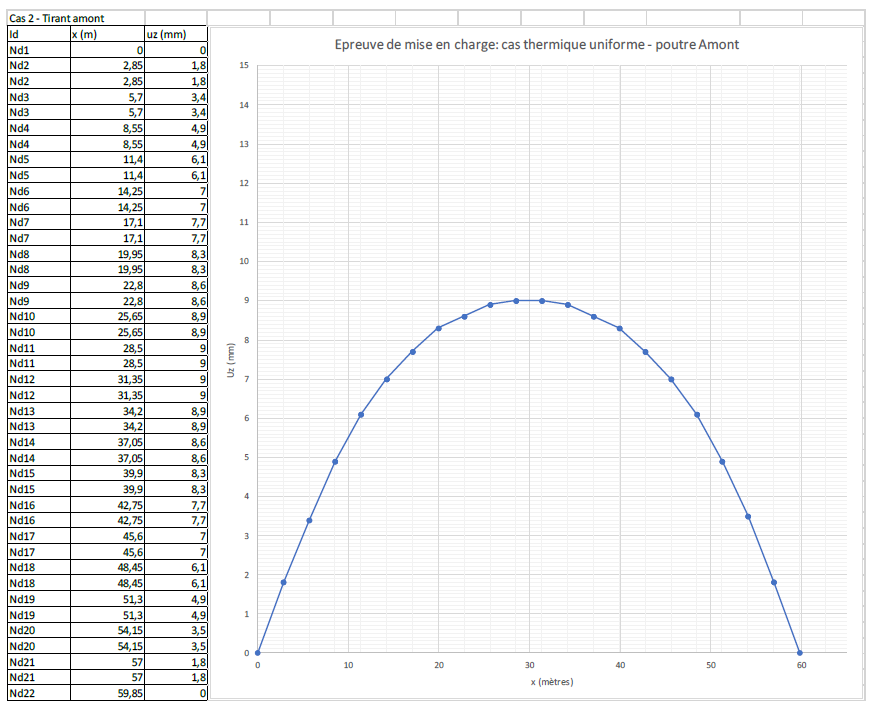 Cas 2 - Tirant amont
Id x (m) uz (mm)
Nd1 0 0
Nd2 2,85 1,8
Nd2 2,85 1,8
Nd3 5,7 3,4
Nd3 5,7 3,4
Nd4 8,55 4,9
Nd4 8,55 4,9
Nd5 11,4 6,1
Nd5 11,4 6,1
Nd6 14,25 7
Nd6 14,25 7
Nd7 17,1 7,7
Nd7 17,1 7,7
Nd8 19,95 8,3
Nd8 19,95 8,3
Nd9 22,8 8,6
Nd9 22,8 8,6
Nd10 25,65 8,9
Nd10 25,65 8,9
Nd11 28,5 9
Nd11 28,5 9
Nd12 31,35 9
Nd12 31,35 9
Nd13 34,2 8,9
Nd13 34,2 8,9
Nd14 37,05 8,6
Nd14 37,05 8,6
Nd15 39,9 8,3
Nd15 39,9 8,3
Nd16 42,75 7,7
Nd16 42,75 7,7
Nd17 45,6 7
Nd17 45,6 7
Nd18 48,45 6,1
Nd18 48,45 6,1
Nd19 51,3 4,9
Nd19 51,3 4,9
Nd20 54,15 3,5
Nd20 54,15 3,5
Nd21 57 1,8
Nd21 57 1,8
Nd22 59,85 0
Epreuve de mise en charge: cas thermique uniforme - poutre Amont
15
14
13
12
11
10
9
8
7
6
5
4
3
2
1
0
Uz (mm)
0 10 20 30 40 50 60
x (mètres)